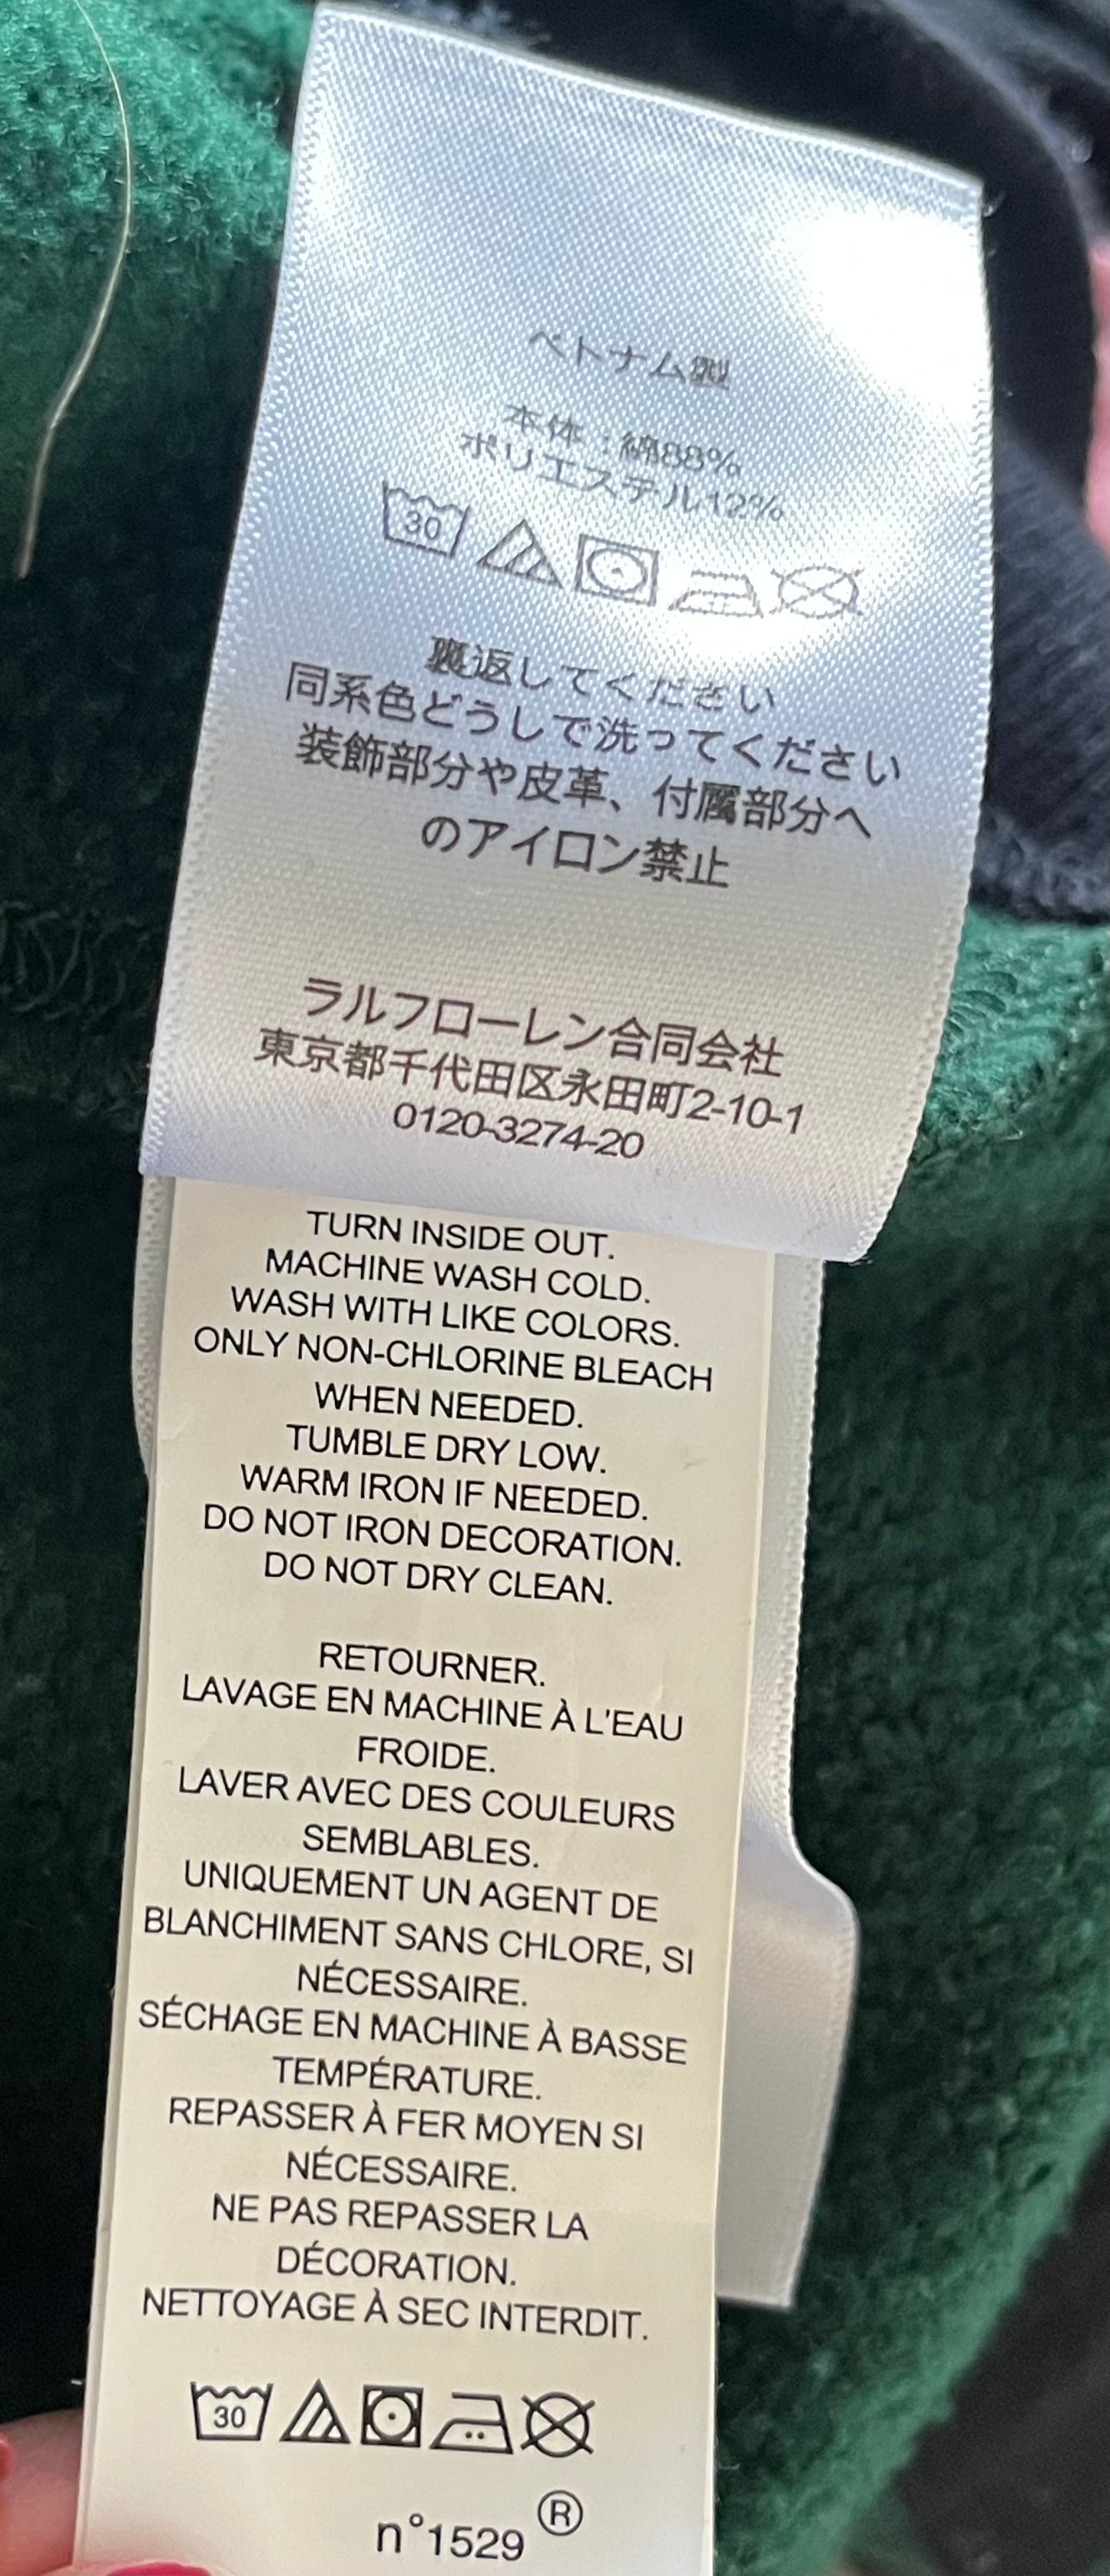 ベトナム製
本体：綿88%
ポリエステル12%
30
裏返してください
同系色どうしで洗ってください
装飾部分や皮革、付属部分へ
のアイロン禁止
ラルフローレン合同会社
東京都千代田区永田町2-10-1
0120-3274-20
TURN INSIDE OUT.
MACHINE WASH COLD.
WASH WITH LIKE COLORS.
ONLY NON-CHLORINE BLEACH
WHEN NEEDED.
TUMBLE DRY LOW.
WARM IRON IF NEEDED.
DO NOT IRON DECORATION.
DO NOT DRY CLEAN.
RETOURNER.
LAVAGE EN MACHINE À L'EAU
FROIDE.
LAVER AVEC DES COULEURS
SEMBLABLES.
UNIQUEMENT UN AGENT DE
BLANCHIMENT SANS CHLORE, SI
NÉCESSAIRE.
SÉCHAGE EN MACHINE À BASSE
TEMPÉRATURE.
REPASSER À FER MOYEN SI
NÉCESSAIRE.
NE PAS REPASSER LA
DÉCORATION.
NETTOYAGE À SEC INTERDIT.
30
n°1529 ®